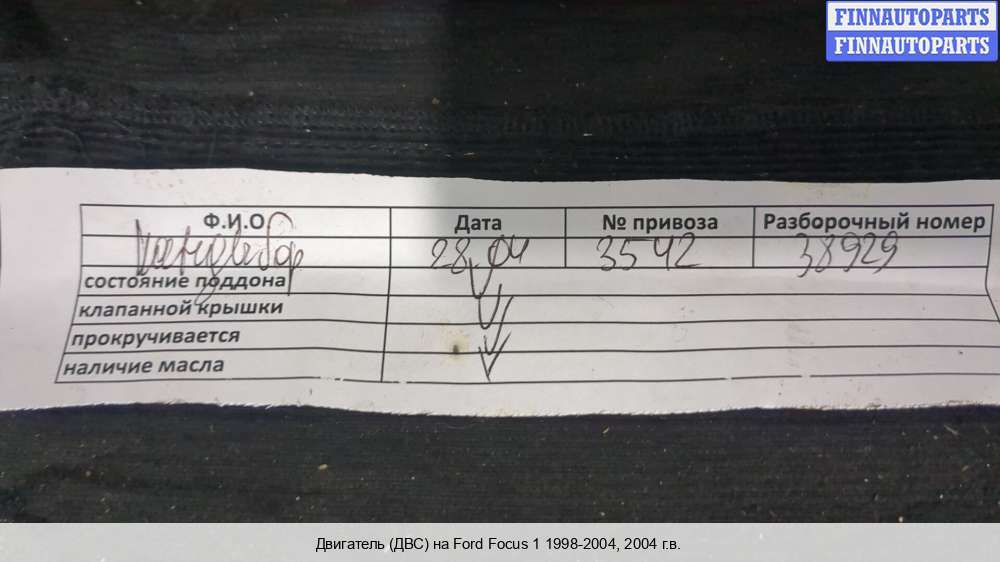 FINNAUTOPARTS
FINNAUTOPARTS
Ф.И.О Дата № привоза Разборочный номер
28.04 3542 38929
состояние поддона
клапанной крышки
прокручивается
наличие масла
Двигатель (ДВС) на Ford Focus 1 1998-2004, 2004 г.в.